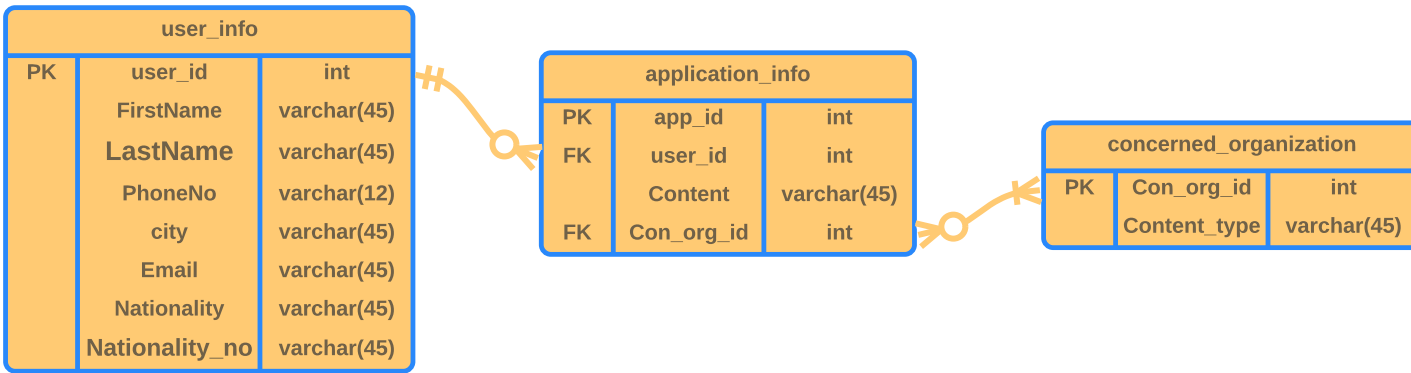 user_info
PK user_id int
FirstName varchar(45)
LastName varchar(45)
PhoneNo varchar(12)
city varchar(45)
Email varchar(45)
Nationality varchar(45)
Nationality_no varchar(45)
application_info
PK app_id int
FK user_id int
Content varchar(45)
FK Con_org_id int
concerned_organization
PK Con_org_id int
Content_type varchar(45)